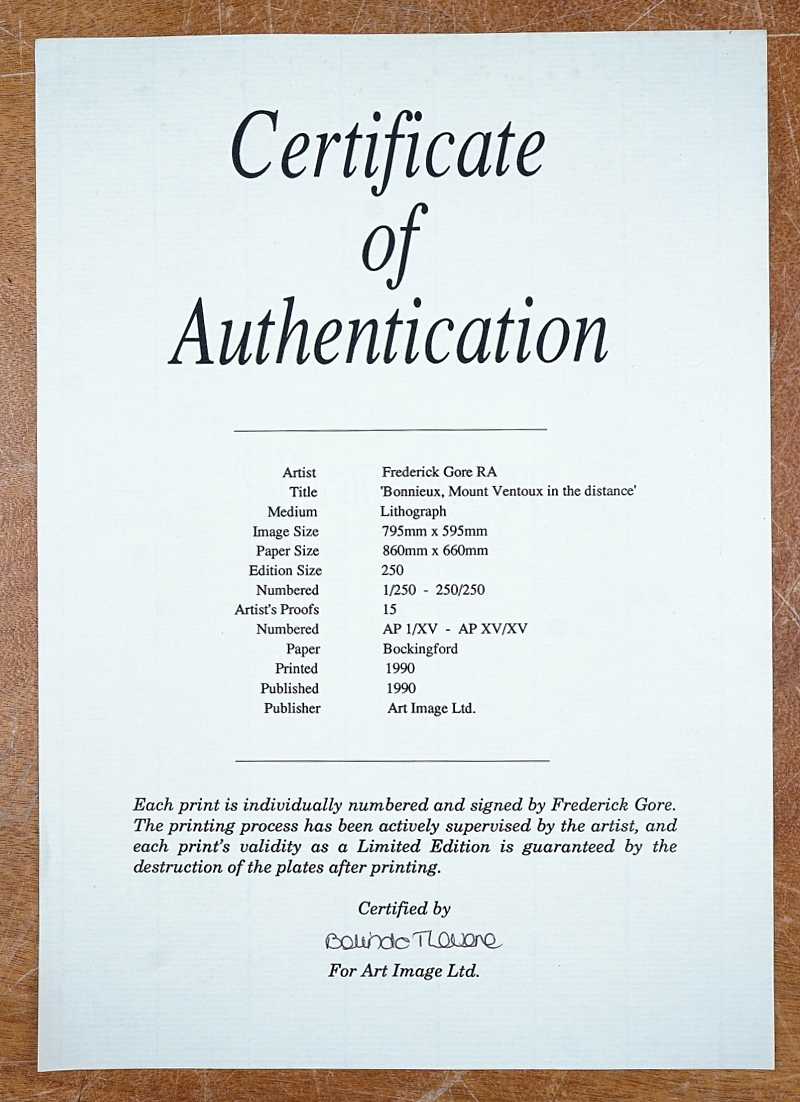 Certificate
of
Authentication
Artist Frederick Gore RA
Title 'Bonnieux, Mount Ventoux in the distance'
Medium Lithograph
Image Size 795mm x 595mm
Paper Size 860mm x 660mm
Edition Size 250
Numbered 1/250 - 250/250
Artist's Proofs 15
Numbered AP 1/XV - AP XV/XV
Paper Bockingford
Printed 1990
Published 1990
Publisher Art Image Ltd.
Each print is individually numbered and signed by Frederick Gore.
The printing process has been actively supervised by the artist, and
each print's validity as a Limited Edition is guaranteed by the
destruction of the plates after printing.
Certified by
For Art Image Ltd.